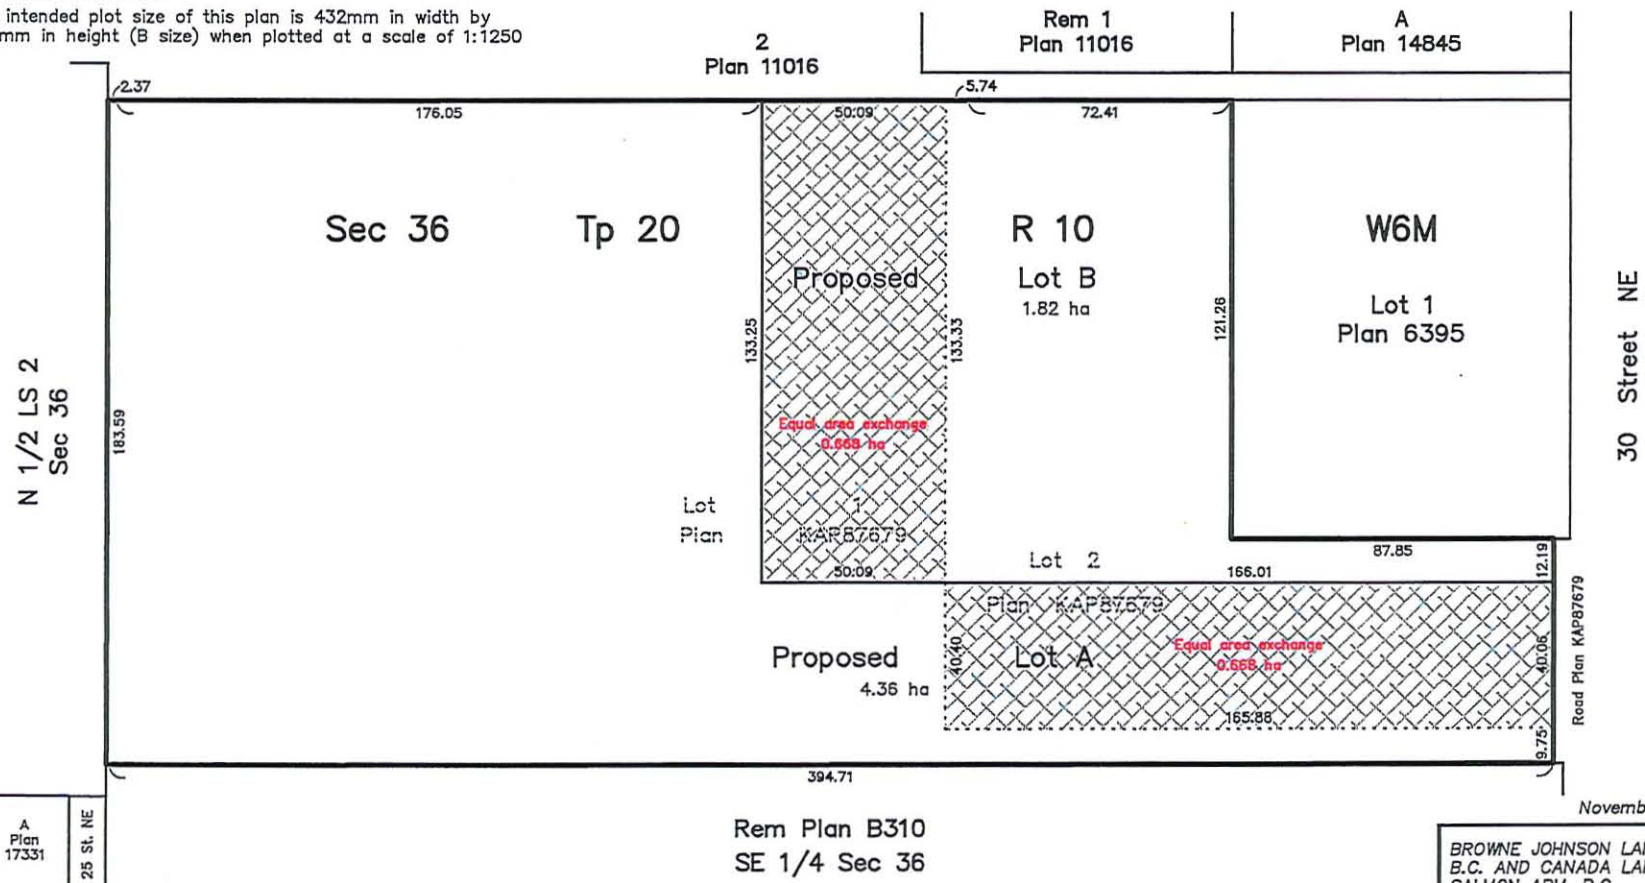 intended plot size of this plan is 432mm in width by
mm in height (B size) when plotted at a scale of 1:1250
2
Plan 11016
Rem 1
Plan 11016
A
Plan 14845
2.37
176.05
50.09
5.74
72.41
Sec 36
Tp 20
R 10
W6M
Proposed
Lot B
1.82 ha
Lot 1
Plan 6395
N 1/2 LS 2
Sec 36
183.59
133.25
133.33
121.26
30 Street NE
Equal area exchange
0.668 ha
Lot 1
Plan KAP87679
50.09
Lot 2
166.01
87.85
12.19
Plan KAP87679
Proposed Lot A
4.36 ha
40.40
Equal area exchange
0.668 ha
40.06
165.88
9.75
Road Plan KAP87679
394.71
A
Plan
17331
25 St. NE
Rem Plan B310
SE 1/4 Sec 36
Novemb
BROWNE JOHNSON LA
B.C. AND CANADA LA